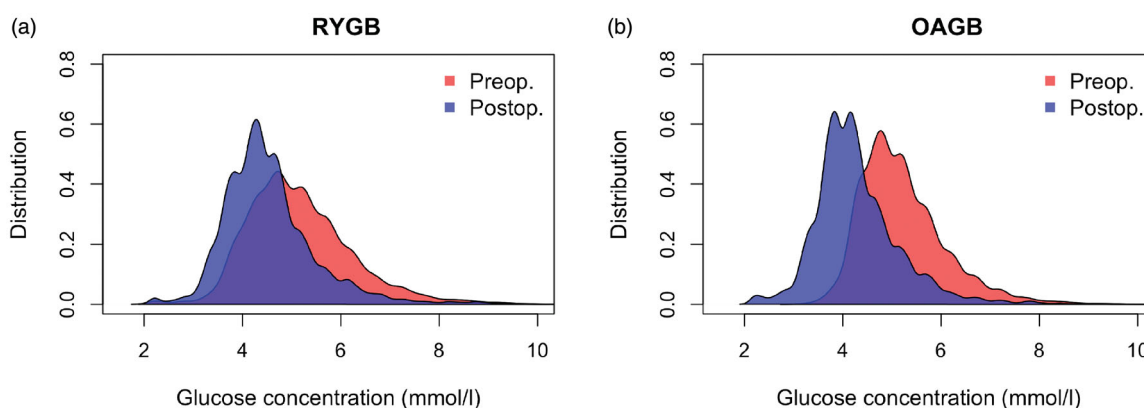 (a)
RYGB
0.8
0.6
0.4
0.2
0.0
Distribution
Preop.
Postop.
2 4 6 8 10
Glucose concentration (mmol/l)
(b)
OAGB
0.8
0.6
0.4
0.2
0.0
Distribution
Preop.
Postop.
2 4 6 8 10
Glucose concentration (mmol/l)